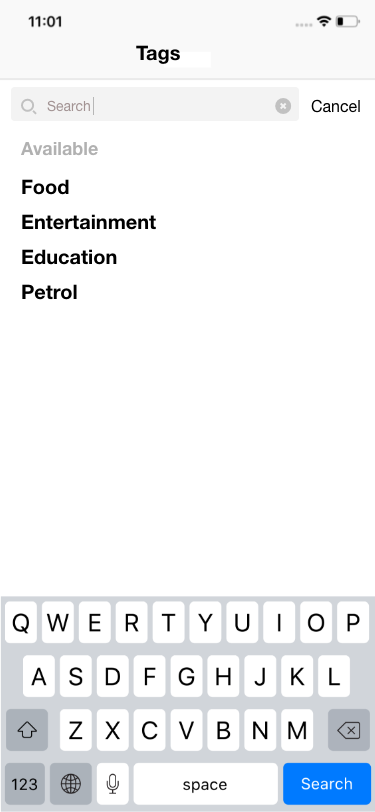 11:01
Tags
Search
Cancel
Available
Food
Entertainment
Education
Petrol
Q W E R T Y U I O P
A S D F G H J K L
Z X C V B N M
123 space Search